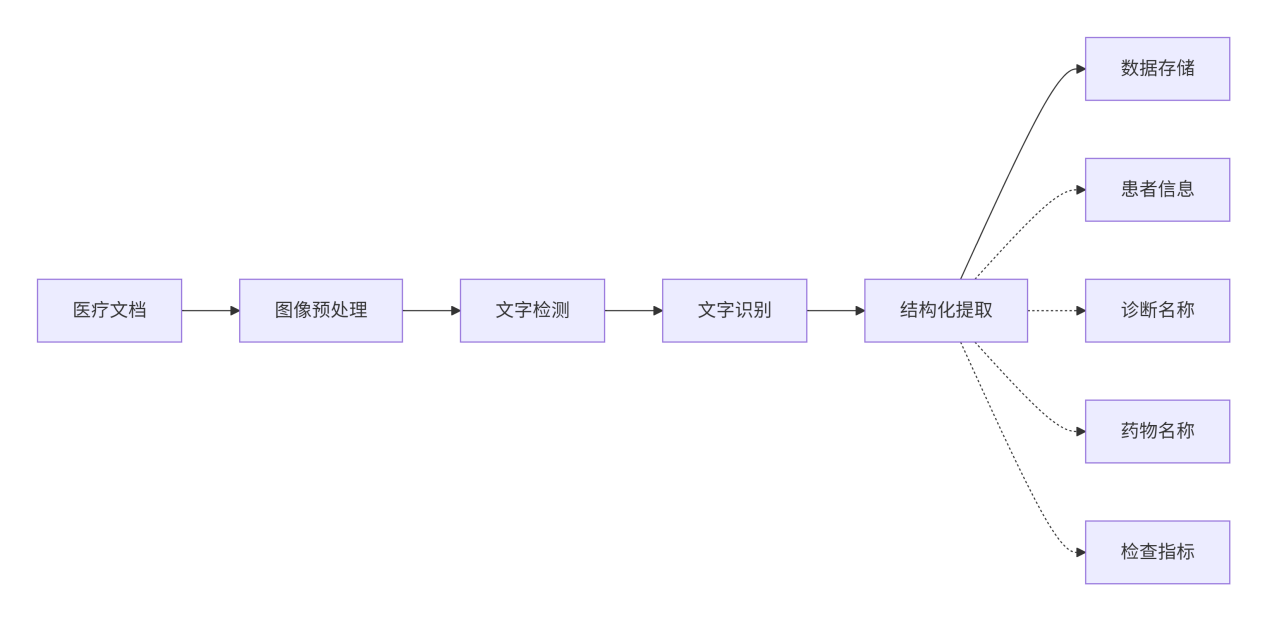 医疗文档
图像预处理
文字检测
文字识别
结构化提取
数据存储
患者信息
诊断名称
药物名称
检查指标